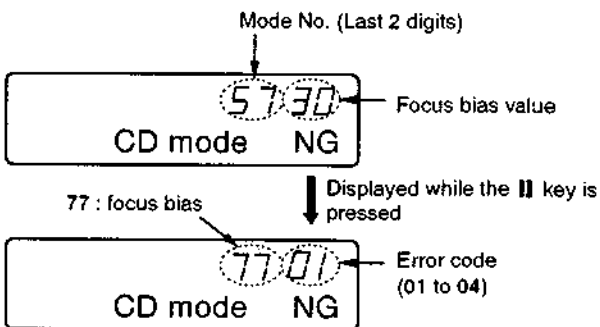 Mode No. (Last 2 digits)
57 30
Focus bias value
CD mode NG
77 : focus bias
Displayed while the II key is
pressed
77 01
Error code
(01 to 04)
CD mode NG